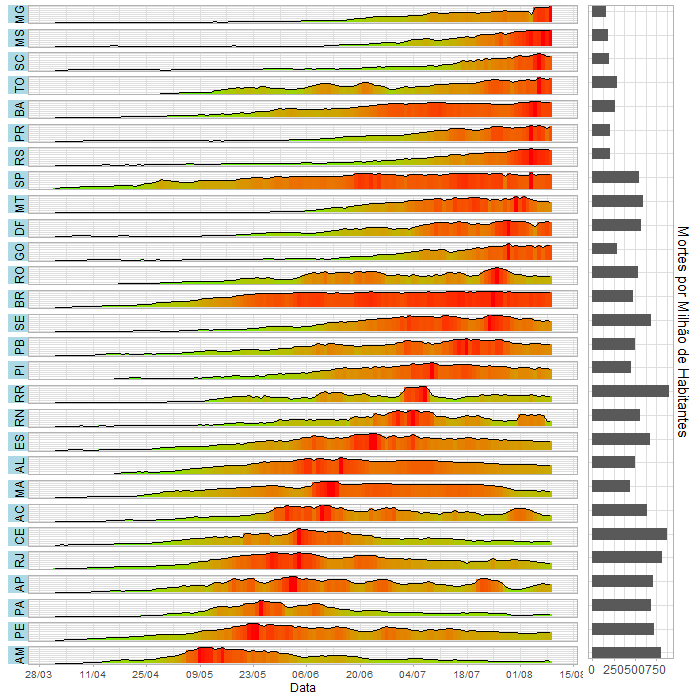 MG
MS
SC
TO
BA
PR
RS
SP
MT
DF
GO
RO
BR
SE
PB
PI
RR
RN
ES
AL
MA
AC
CE
RJ
AP
PA
PE
AM
28/03 11/04 25/04 09/05 23/05 06/06 20/06 04/07 18/07 01/08 15/08
Data
0 250500750
Mortes por Milhão de Habitantes